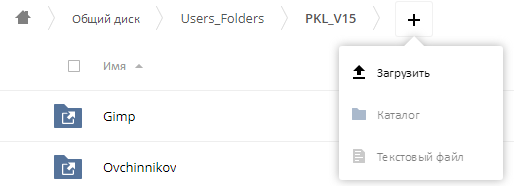 Общий диск Users_Folders PKL_V15 +
Имя
Загрузить
Gimp
Каталог
Текстовый файл
Ovchinnikov